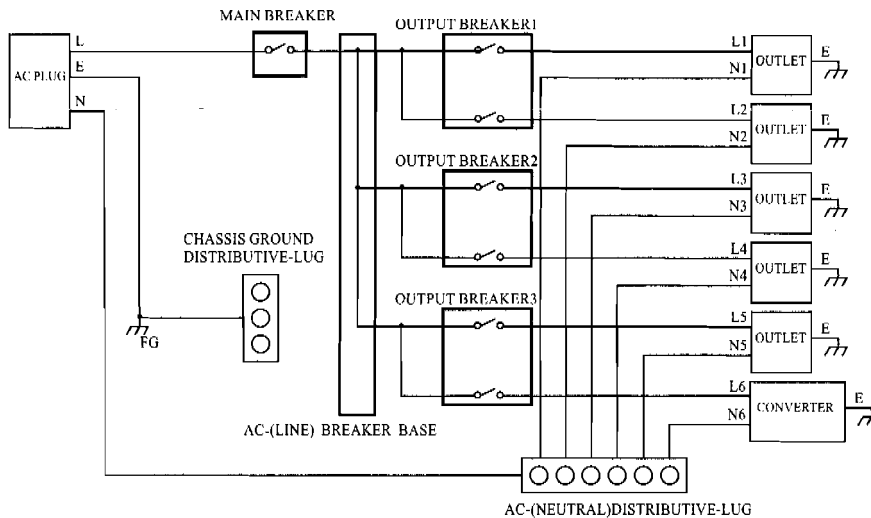 MAIN BREAKER
OUTPUT BREAKER1
L
L1
E
AC PLUG
E
OUTLET
N1
N
L2
E
OUTLET
N2
OUTPUT BREAKER2
L3
E
OUTLET
N3
CHASSIS GROUND
DISTRIBUTIVE-LUG
L4
E
OUTLET
N4
OUTPUT BREAKER3
L5
E
FG
OUTLET
N5
L6
E
CONVERTER
N6
AC-(LINE) BREAKER BASE
AC-(NEUTRAL)DISTRIBUTIVE-LUG